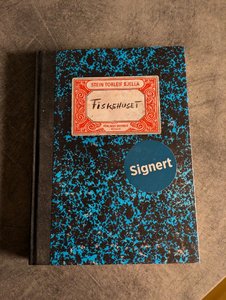 STEIN TORLEIF BJELLA
FISKEHUSET
Signert